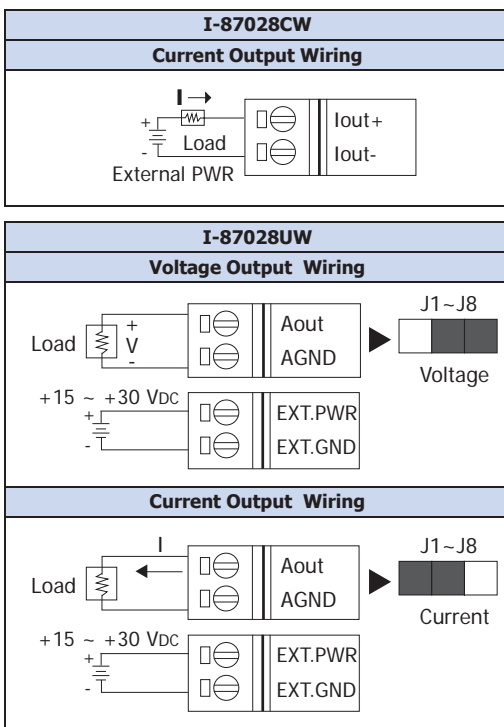 I-87028CW
Current Output Wiring
I
+
Load
-
External PWR
Iout+
Iout-
I-87028UW
Voltage Output Wiring
Load
+
V
-
Aout
AGND
J1~J8
Voltage
+15 ~ +30 VDC
+
-
EXT.PWR
EXT.GND
Current Output Wiring
I
Load
Aout
AGND
J1~J8
Current
+15 ~ +30 VDC
+
-
EXT.PWR
EXT.GND